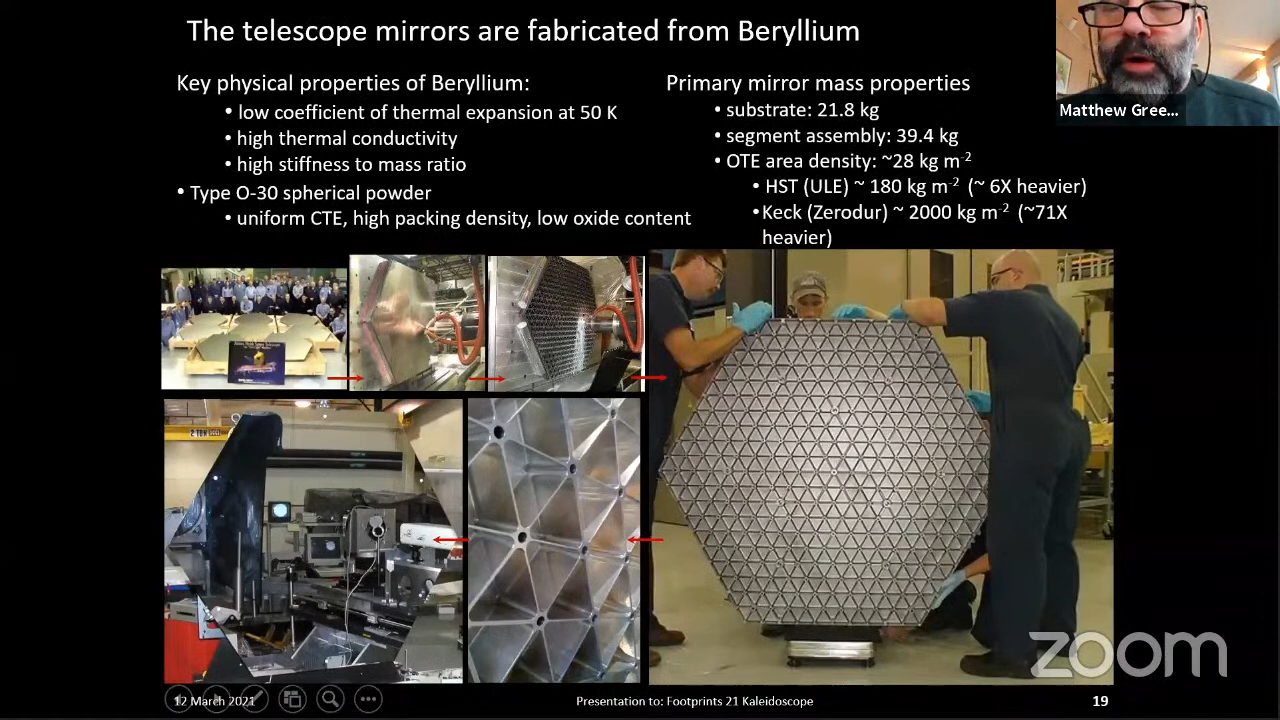 The telescope mirrors are fabricated from Beryllium
Key physical properties of Beryllium:
• low coefficient of thermal expansion at 50 K
• high thermal conductivity
• high stiffness to mass ratio
• Type O-30 spherical powder
• uniform CTE, high packing density, low oxide content
Primary mirror mass properties
• substrate: 21.8 kg
• segment assembly: 39.4 kg
• OTE area density: ~28 kg m⁻²
• HST (ULE) ~ 180 kg m⁻² (~ 6X heavier)
•Keck (Zerodur) ~ 2000 kg m⁻² (~71X
heavier)
Matthew Gree...
2 TON
zoom
12 March 2021
Presentation to: Footprints 21 Kaleidoscope
19